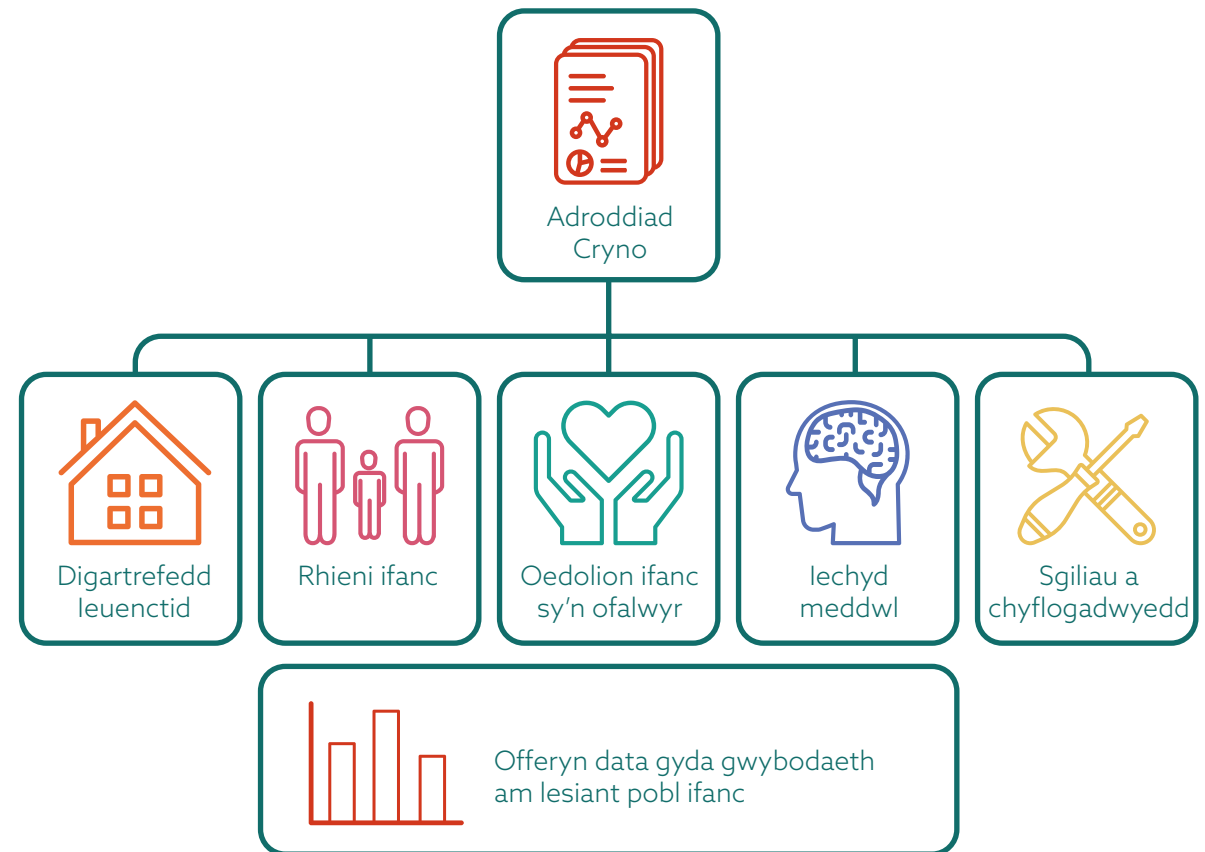 Adroddiad
Cryno
Digartrefedd
Ieuenctid
Rhieni ifanc
Oedolion ifanc
sy'n ofalwyr
Iechyd
meddwl
Sgiliau a
chyflogadwyedd
Offeryn data gyda gwybodaeth
am lesiant pobl ifanc